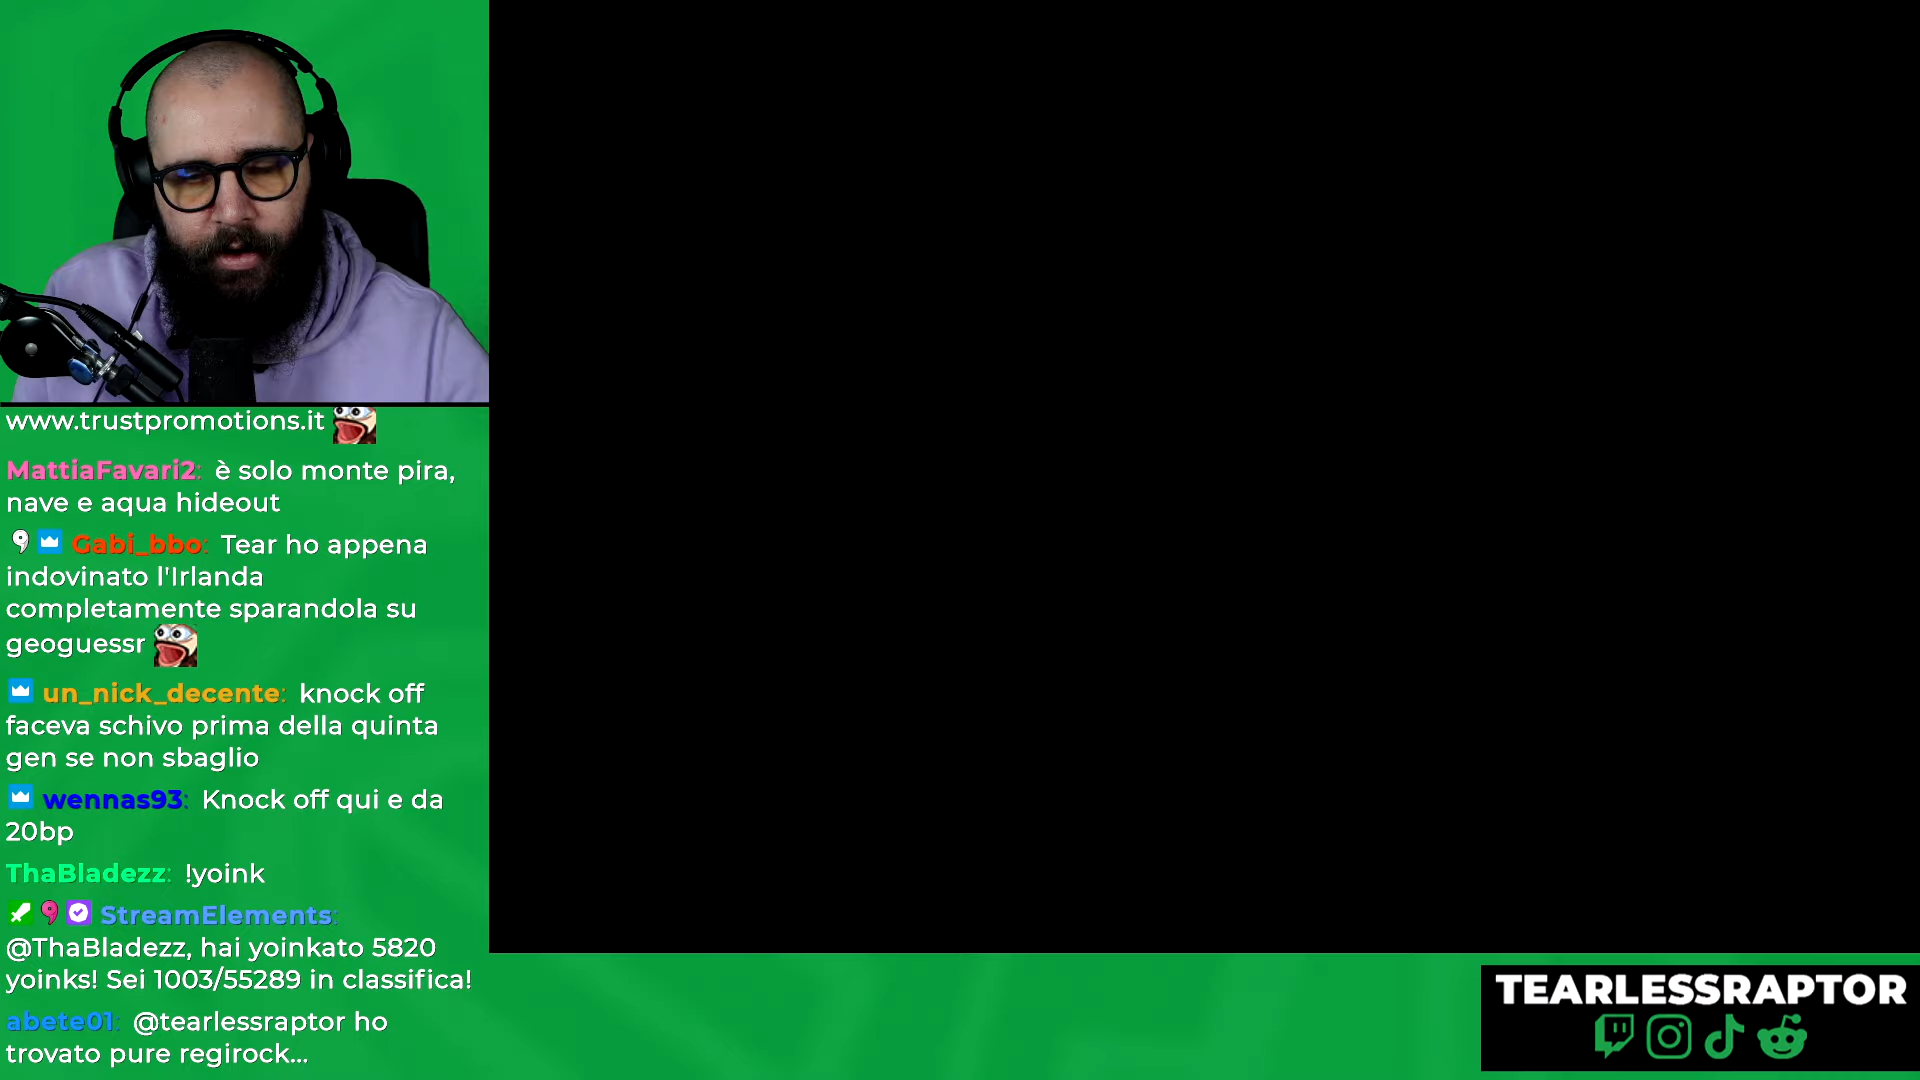 www.trustpromotions.it
MattiaFavari2: è solo monte pira,
nave e aqua hideout
Gabi_bbo: Tear ho appena
indovinato l'Irlanda
completamente sparandola su
geoguessr
un_nick_decente: knock off
faceva schivo prima della quinta
gen se non sbaglio
wennas93: Knock off qui e da
20bp
ThaBladezz: !yoink
StreamElements:
@ThaBladezz, hai yoinkato 5820
yoinks! Sei 1003/55289 in classifica!
abete01: @tearlessraptor ho
trovato pure regirock...
TEARLESSRAPTOR